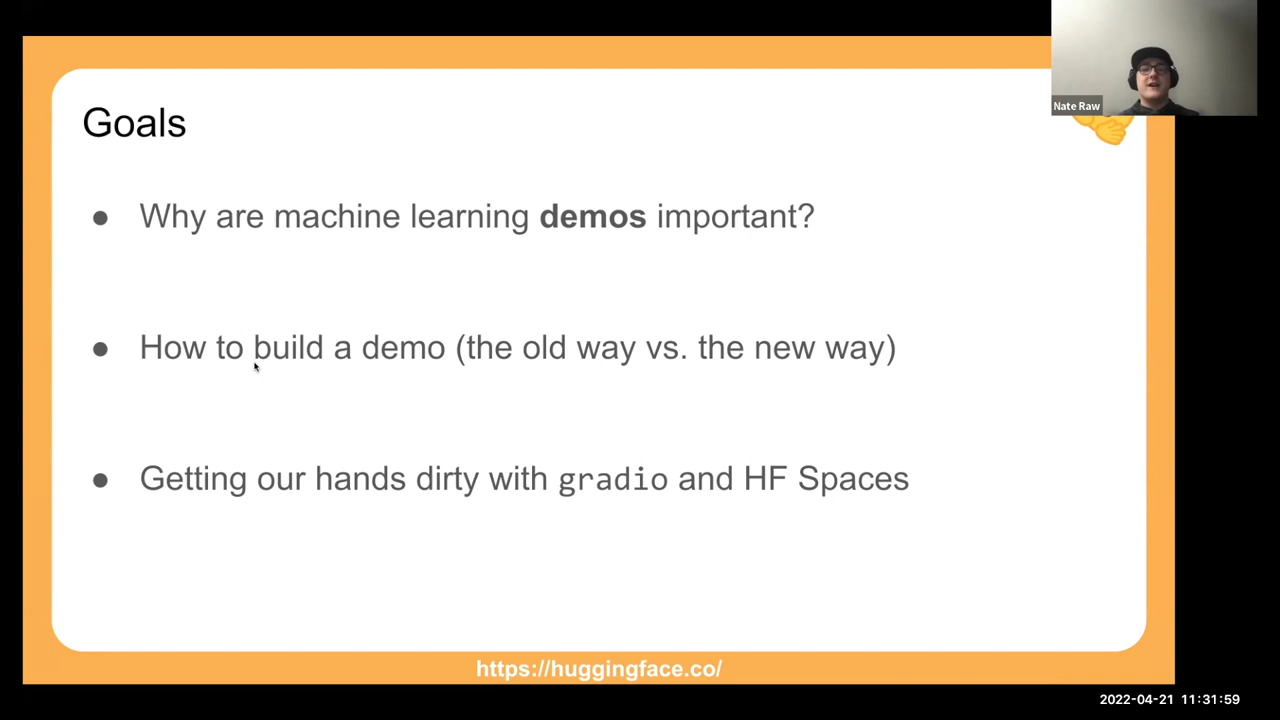 Nate Raw
Goals
● Why are machine learning demos important?
● How to build a demo (the old way vs. the new way)
● Getting our hands dirty with gradio and HF Spaces
https://huggingface.co/
2022-04-21 11:31:59